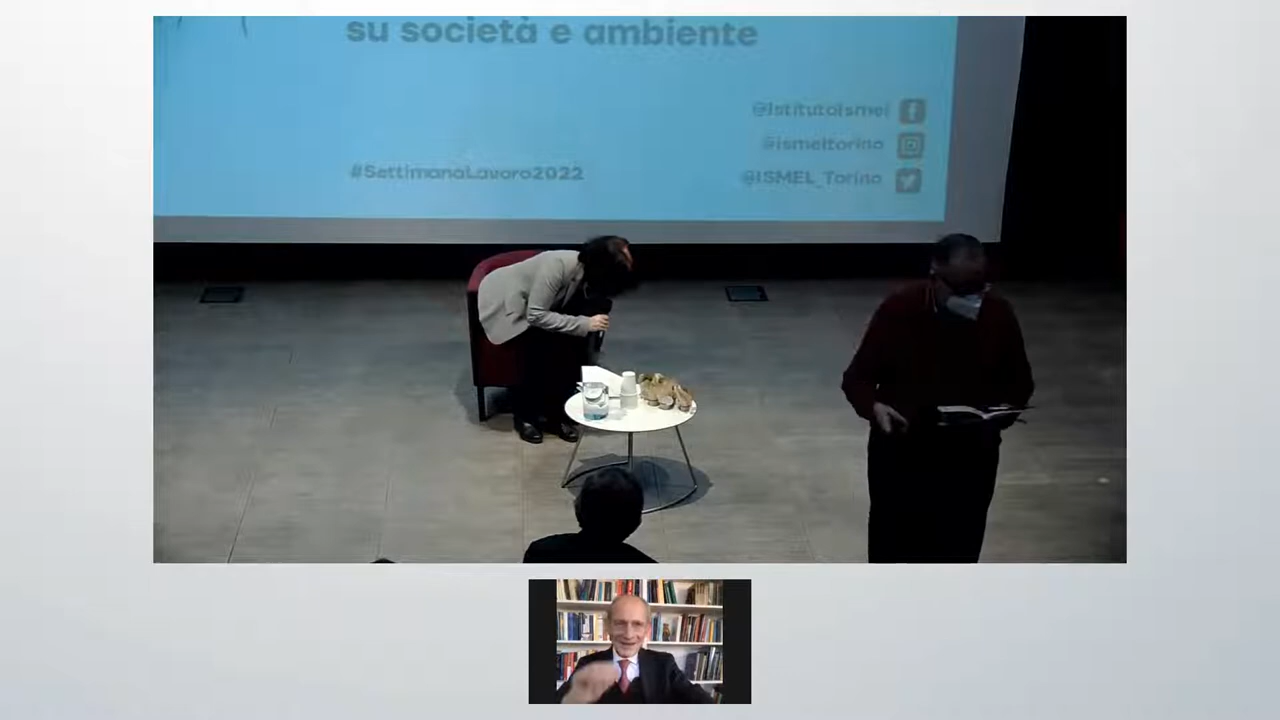 su società e ambiente
@IstitutoIsmel
@ismeltorino
#SettimanaLavoro2022
@ISMEL_Torino